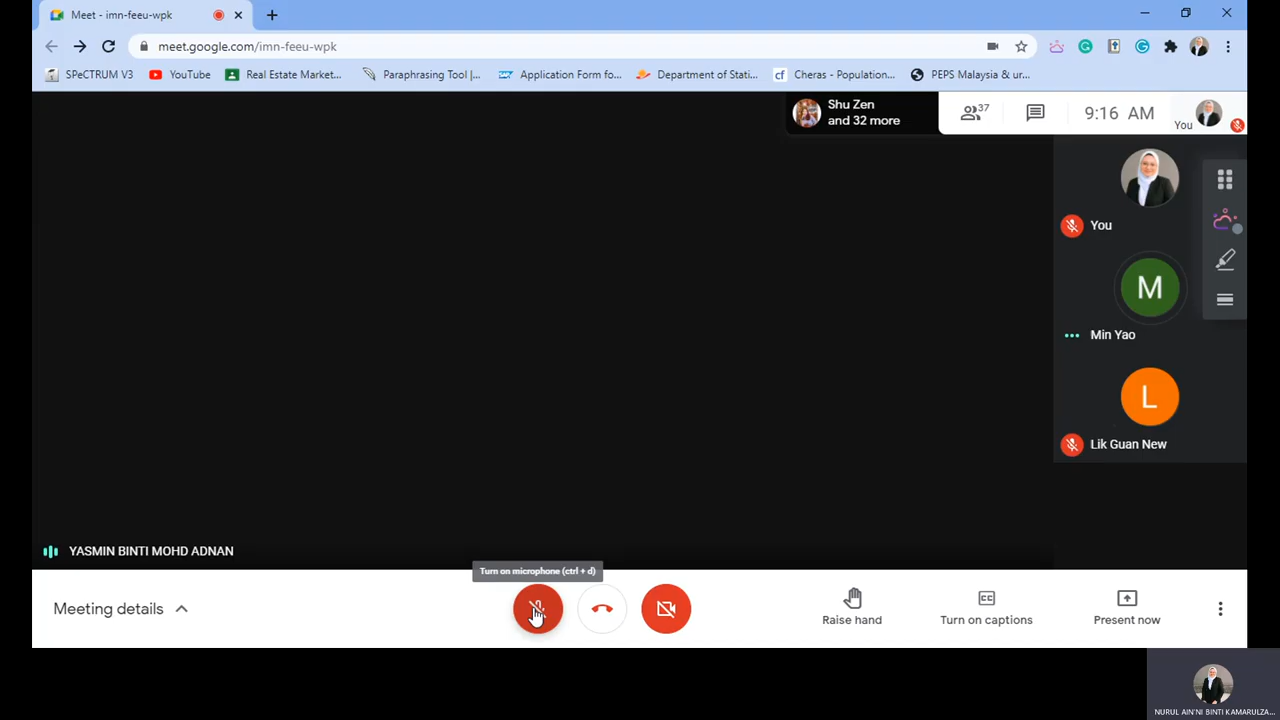 Meet - imn-feeu-wpk
meet.google.com/imn-feeu-wpk
SPeCTRUM V3
YouTube
Real Estate Market...
Paraphrasing Tool |...
Application Form fo...
Department of Stati...
cf Cheras - Population...
PEPS Malaysia & ur...
Shu Zen
and 32 more
37
9:16 AM
You
You
M
Min Yao
L
Lik Guan New
YASMIN BINTI MOHD ADNAN
Turn on microphone (ctrl + d)
Meeting details
Raise hand
CC
Turn on captions
Present now
NURUL AIN'NI BINTI KAMARULZA...